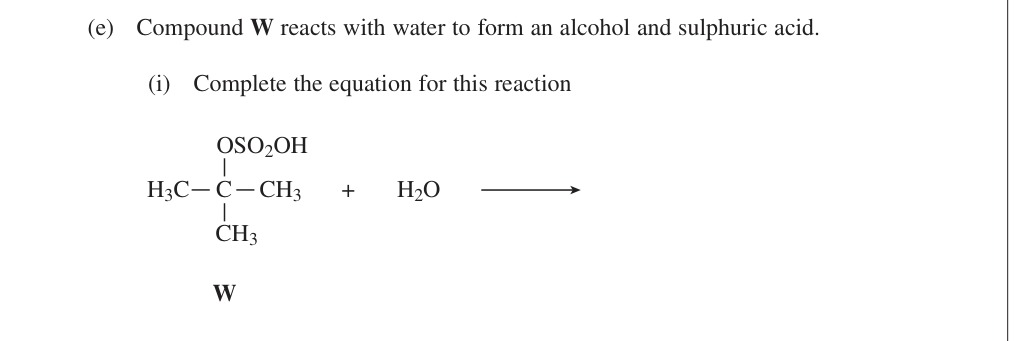 (e) Compound W reacts with water to form an alcohol and sulphuric acid.
(i) Complete the equation for this reaction
OSO₂OH
H₃C—C—CH₃ + H₂O ⟶
CH₃
W